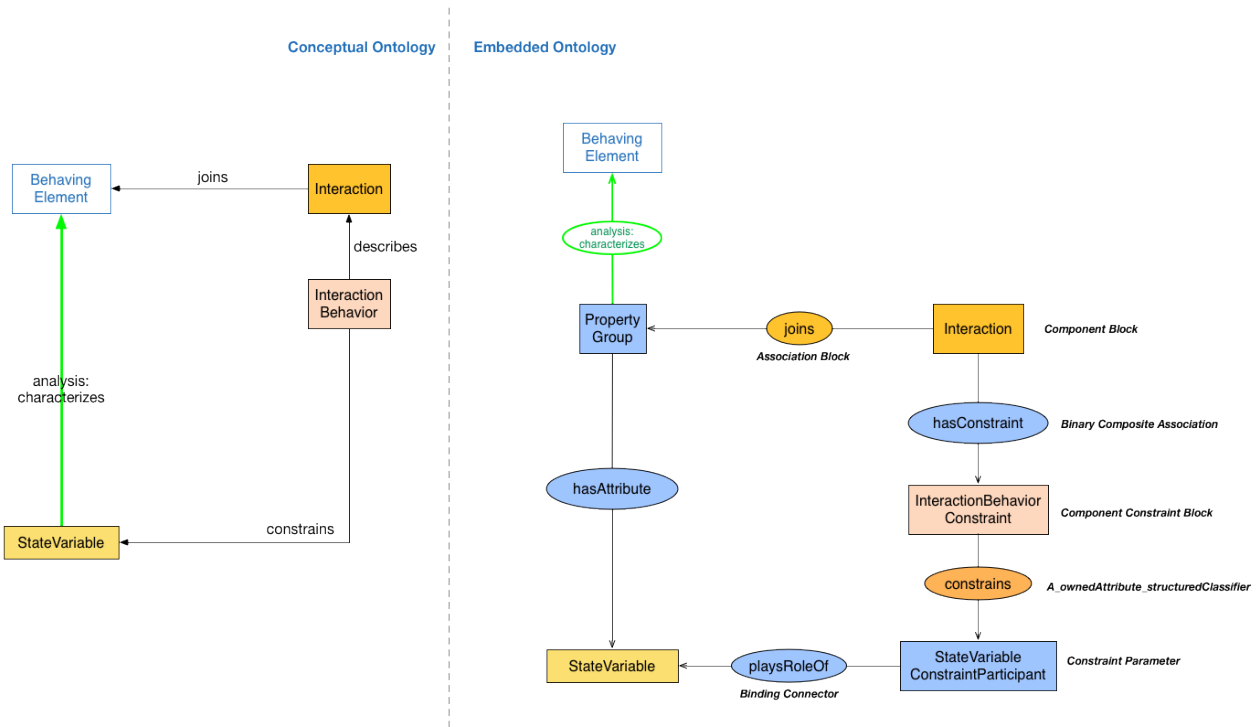 Conceptual Ontology
Embedded Ontology
Behaving
Element
joins
Interaction
describes
Interaction
Behavior
analysis:
characterizes
constrains
StateVariable
Behaving
Element
analysis:
characterizes
Property
Group
joins
Association Block
Interaction
Component Block
hasConstraint
Binary Composite Association
hasAttribute
InteractionBehavior
Constraint
Component Constraint Block
constrains
A_ownedAttribute_structuredClassifier
StateVariable
playsRoleOf
Binding Connector
StateVariable
ConstraintParticipant
Constraint Parameter